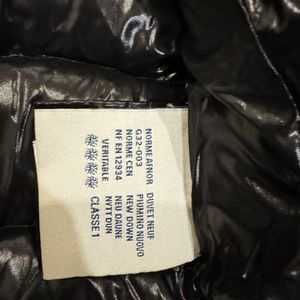 NORME AFNOR
G32-003
NORME CEN
NF EN 12934
VERITABLE
CLASSE 1
DUVET NEUF
PIUMINO NUOVO
NEW DOWN
NEU DAUNE
NYTT DUN